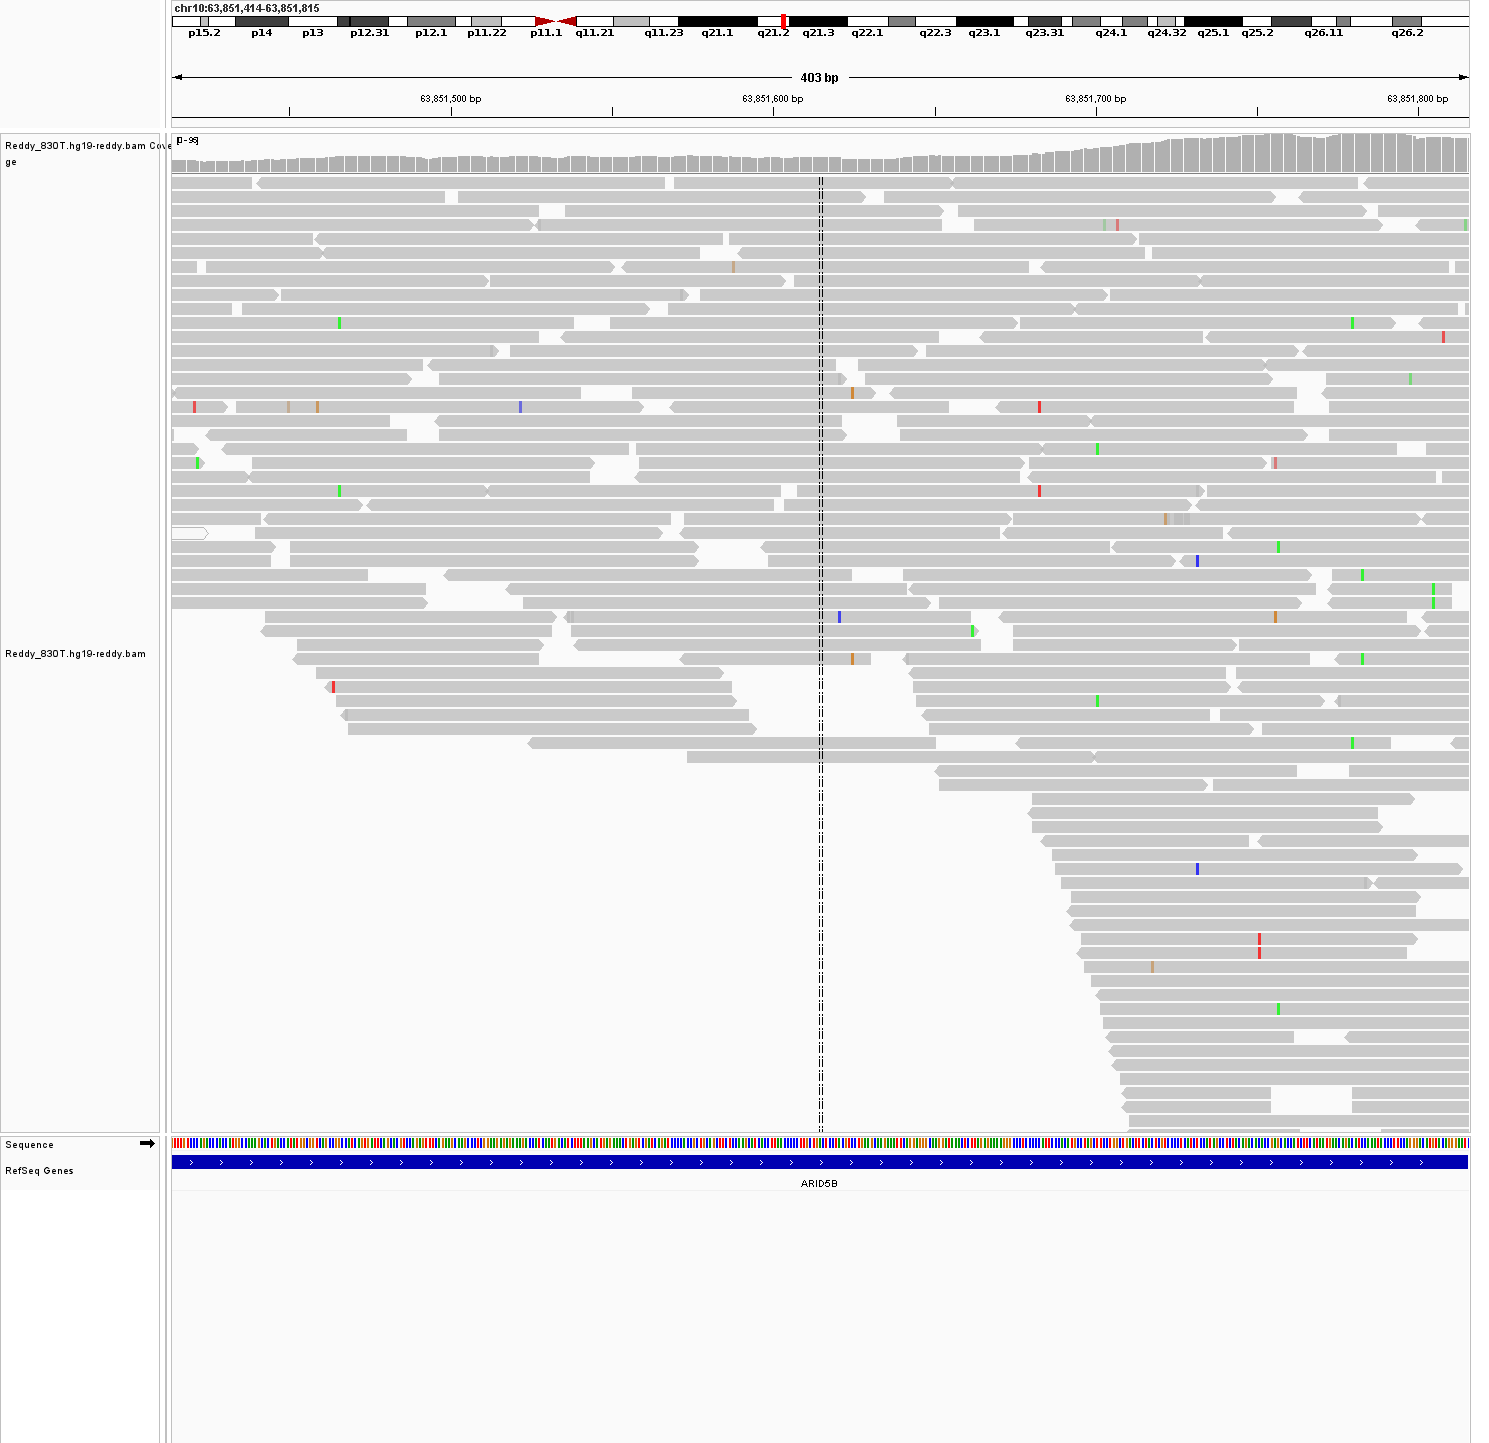 chr10:63,851,414-63,851,815
p15.2 p14 p13 p12.31 p12.1 p11.22 p11.1 q11.21 q11.23 q21.1 q21.2 q21.3 q22.1 q22.3 q23.1 q23.31 q24.1 q24.32 q25.1 q25.2 q26.11 q26.2
403 bp
63,851,500 bp 63,851,600 bp 63,851,700 bp 63,851,800 bp
[0-95]
Reddy_830T.hg19-reddy.bam Cove
ge
Reddy_830T.hg19-reddy.bam
Sequence
RefSeq Genes
ARID5B